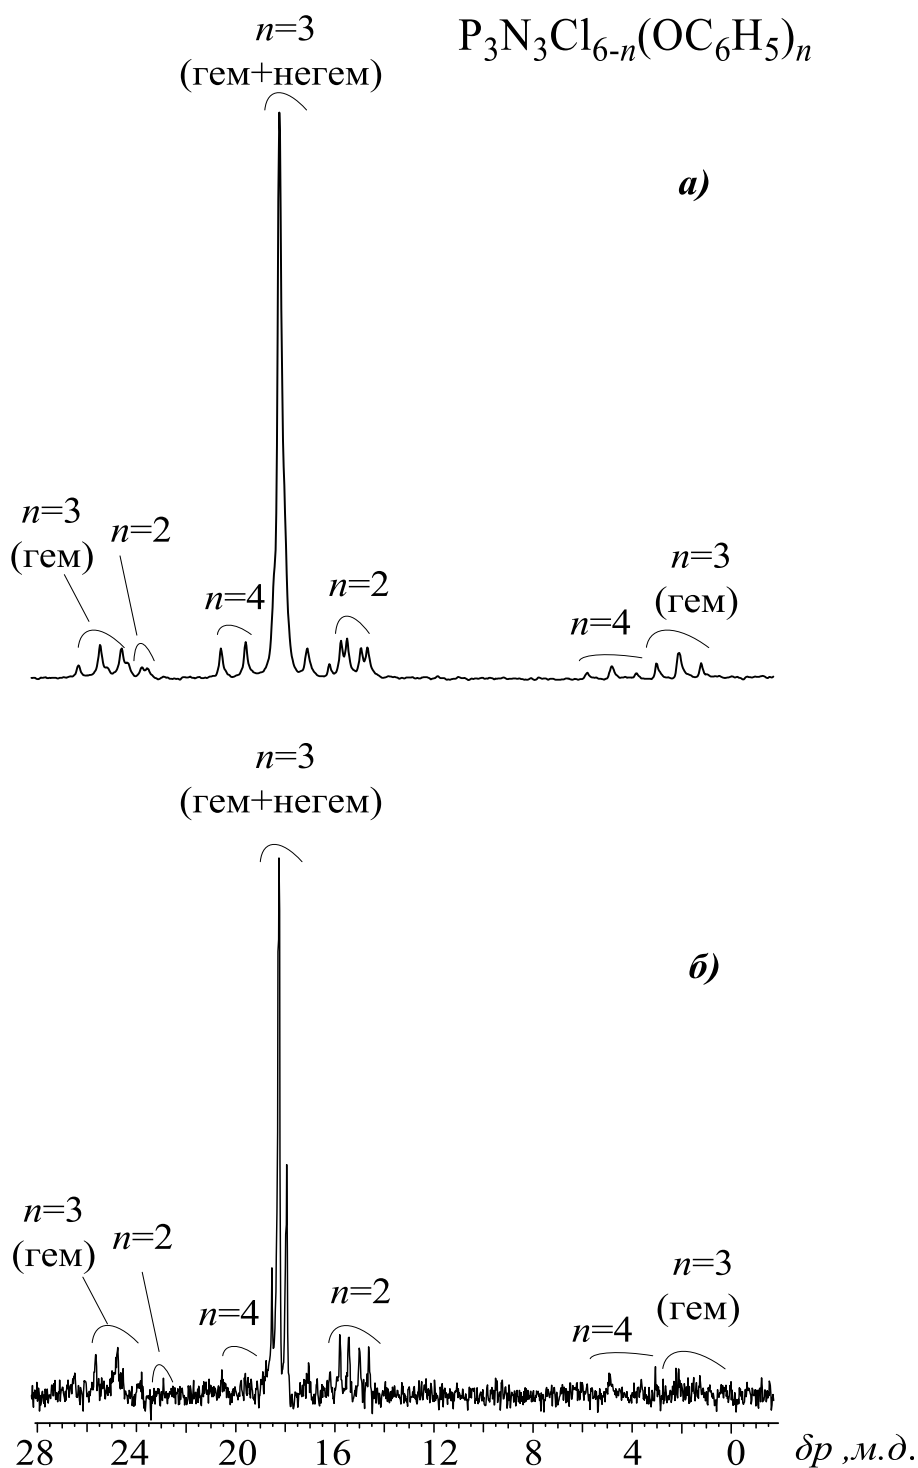 n=3
(гем+негем)
P₃N₃Cl₆₋ₙ(OC₆H₅)ₙ
а)
n=3
(гем)
n=2
n=4
n=2
n=4
n=3
(гем)
n=3
(гем+негем)
б)
n=3
(гем)
n=2
n=4
n=2
n=4
n=3
(гем)
28 24 20 16 12 8 4 0 δр ,м.д.